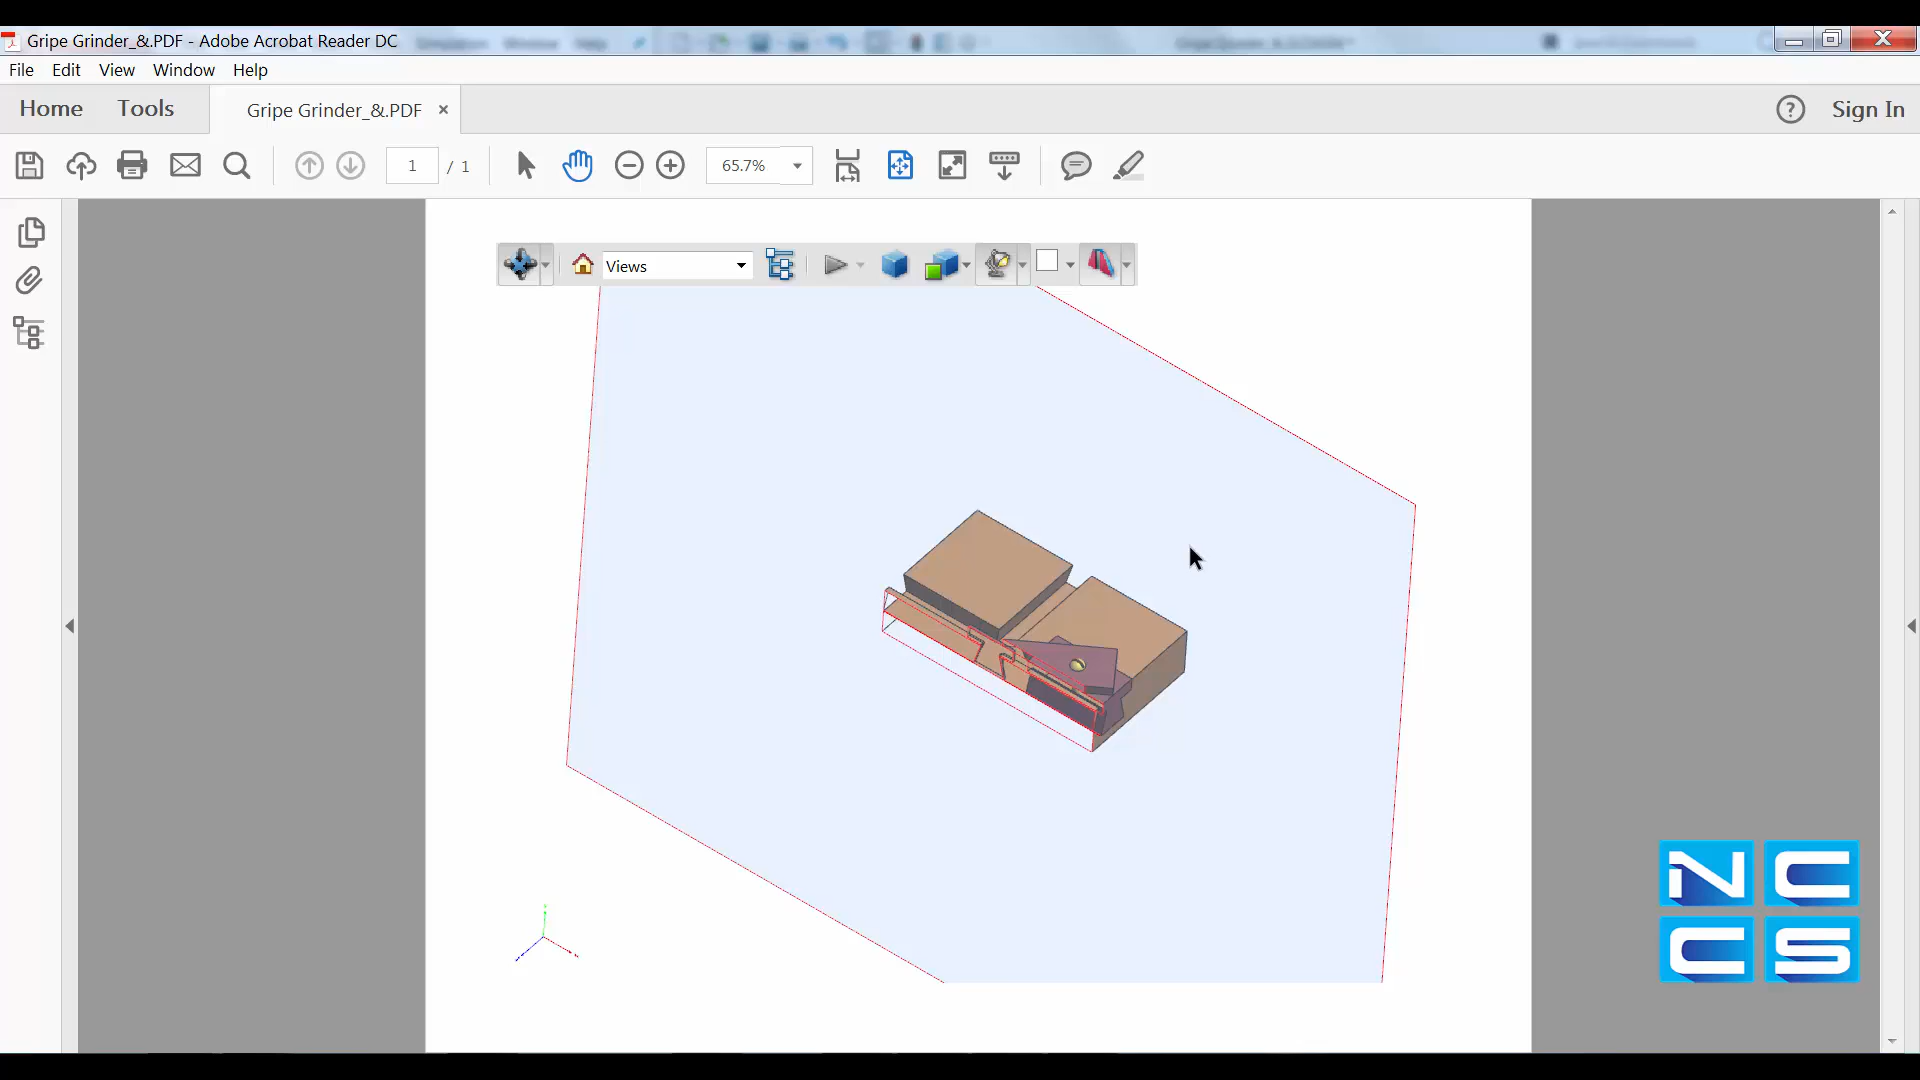 Gripe Grinder_&.PDF - Adobe Acrobat Reader DC
File Edit View Window Help
Home Tools Gripe Grinder_&.PDF × ? Sign In
1 / 1 65.7%
Views
NC
CS